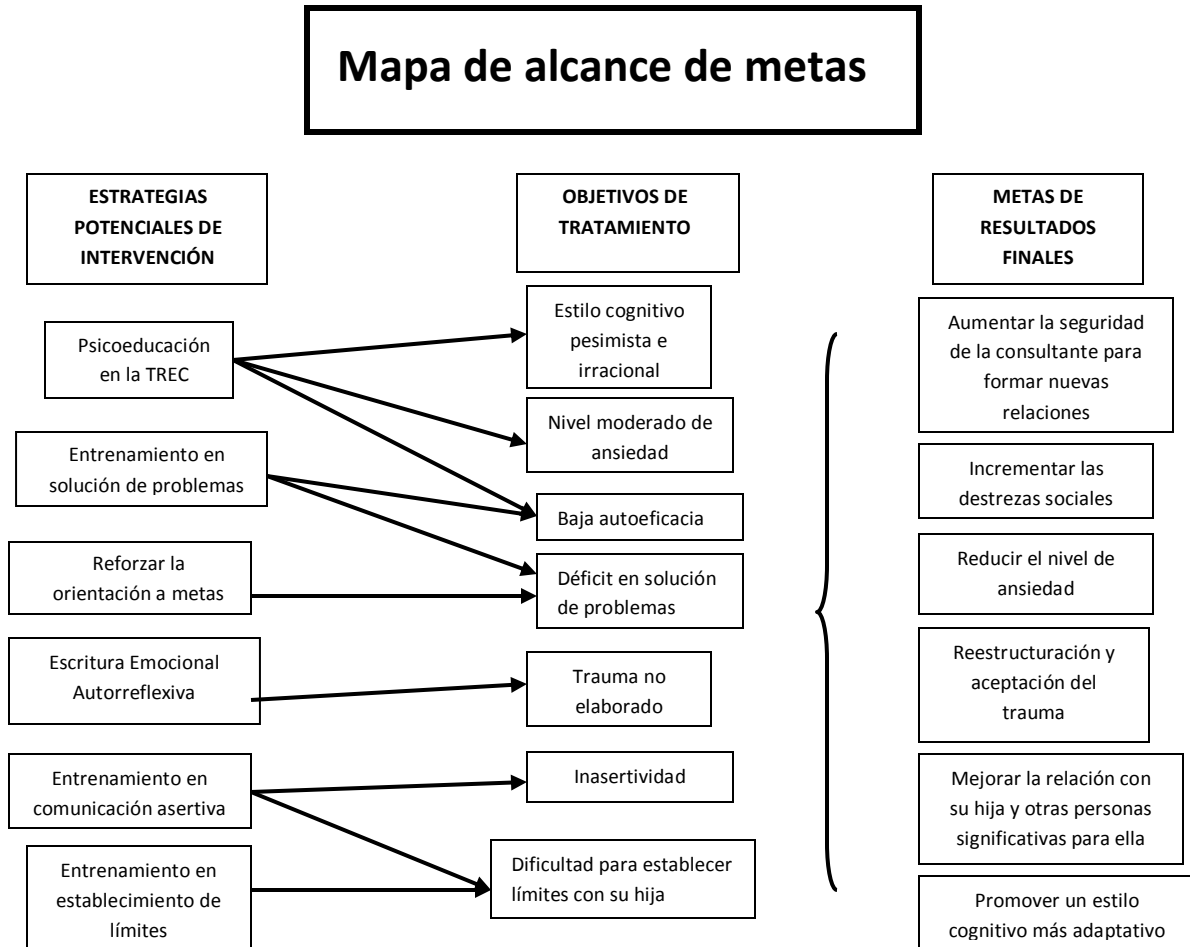 Mapa de alcance de metas
ESTRATEGIAS
POTENCIALES DE
INTERVENCIÓN
Psicoeducación
en la TREC
Entrenamiento en
solución de problemas
Reforzar la
orientación a metas
Escritura Emocional
Autorreflexiva
Entrenamiento en
comunicación asertiva
Entrenamiento en
establecimiento de
límites
OBJETIVOS DE
TRATAMIENTO
Estilo cognitivo
pesimista e
irracional
Nivel moderado de
ansiedad
Baja autoeficacia
Déficit en solución
de problemas
Trauma no
elaborado
Inasertividad
Dificultad para establecer
límites con su hija
METAS DE
RESULTADOS
FINALES
Aumentar la seguridad
de la consultante para
formar nuevas
relaciones
Incrementar las
destrezas sociales
Reducir el nivel de
ansiedad
Reestructuración y
aceptación del
trauma
Mejorar la relación con
su hija y otras personas
significativas para ella
Promover un estilo
cognitivo más adaptativo